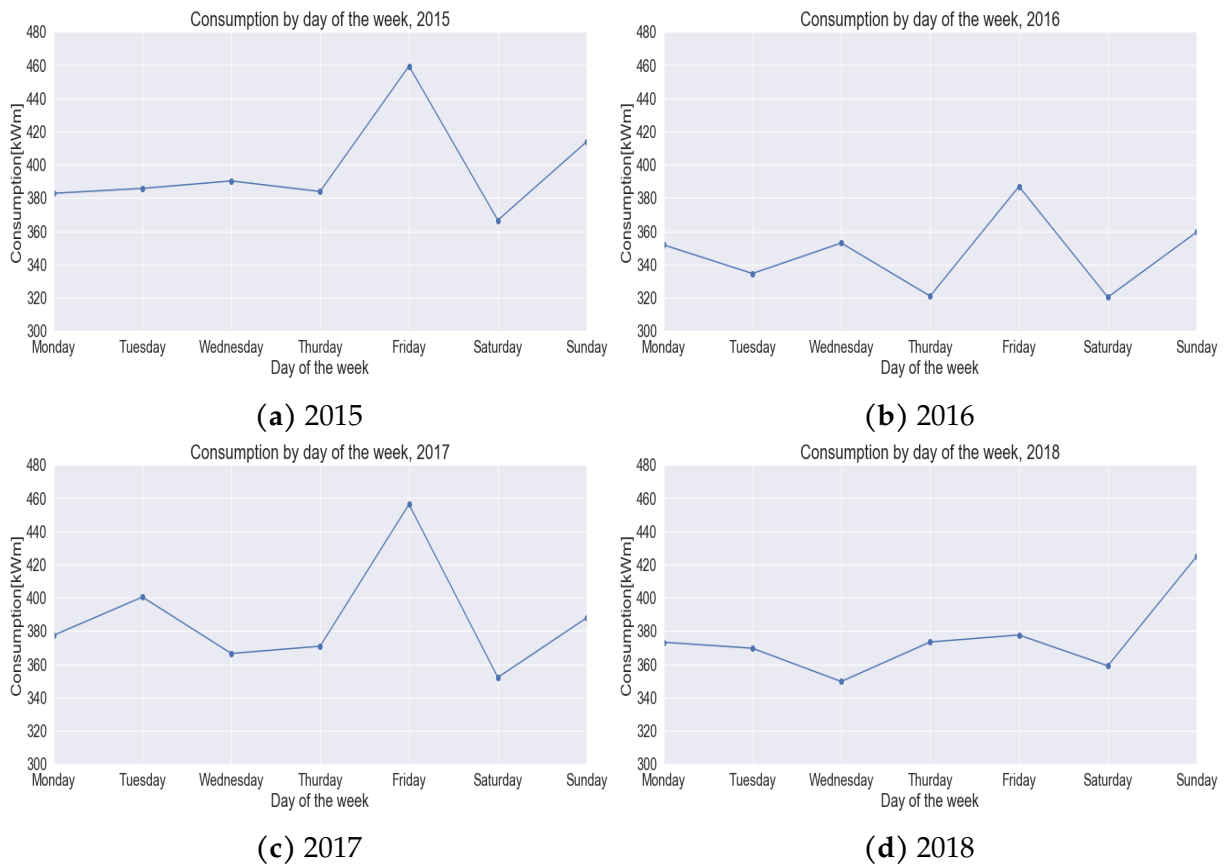 Consumption by day of the week, 2015
480
460
440
420
400
380
360
340
320
300
Consumption[kWm]
Monday Tuesday Wednesday Thurday Friday Saturday Sunday
Day of the week
(a) 2015
Consumption by day of the week, 2016
480
460
440
420
400
380
360
340
320
300
Consumption[kWm]
Monday Tuesday Wednesday Thurday Friday Saturday Sunday
Day of the week
(b) 2016
Consumption by day of the week, 2017
480
460
440
420
400
380
360
340
320
300
Consumption[kWm]
Monday Tuesday Wednesday Thurday Friday Saturday Sunday
Day of the week
(c) 2017
Consumption by day of the week, 2018
480
460
440
420
400
380
360
340
320
300
Consumption[kWm]
Monday Tuesday Wednesday Thurday Friday Saturday Sunday
Day of the week
(d) 2018